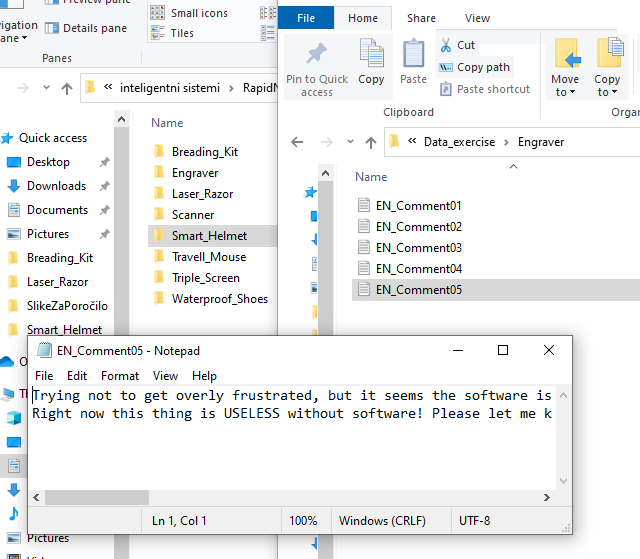 Preview pane
Navigation
pane
Details pane
Panes
Small icons
Tiles
inteligentni sistemi
Quick access
Desktop
Downloads
Documents
Pictures
Breading_Kit
Laser_Razor
SlikeZaPoročilo
Smart_Helmet
Name
Breading_Kit
Engraver
Laser_Razor
Scanner
Smart_Helmet
Travell_Mouse
Triple_Screen
Waterproof_Shoes
File
Home
Share
View
Pin to Quick
access
Copy
Paste
Cut
Copy path
Paste shortcut
Clipboard
Move
to
Copy
to
Data_exercise
Engraver
Name
EN_Comment01
EN_Comment02
EN_Comment03
EN_Comment04
EN_Comment05
EN_Comment05 - Notepad
File Edit Format View Help
Trying not to get overly frustrated, but it seems the software is
Right now this thing is USELESS without software! Please let me k
Ln 1, Col 1
100%
Windows (CRLF)
UTF-8
Pictures